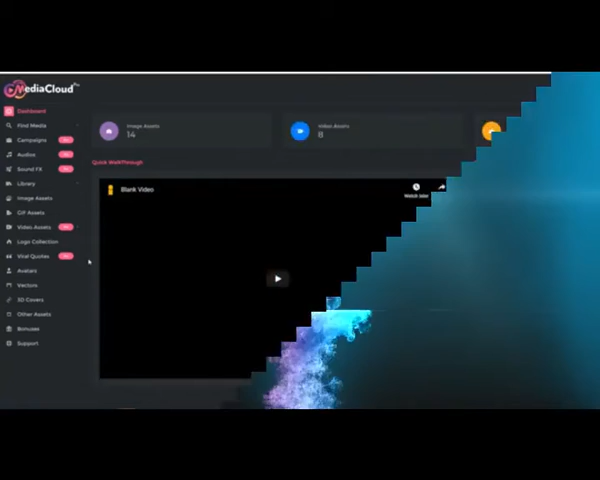 MediaCloud
Dashboard
Find Media
Campaigns
Audios
Sound FX
Library
Image Assets
GIF Assets
Video Assets
Logo Collection
Viral Quotes
Avatars
Vectors
3D Covers
Other Assets
Bonuses
Support
Image Assets
14
Video Assets
8
Quick Walkthrough
Blank Video
Watch later